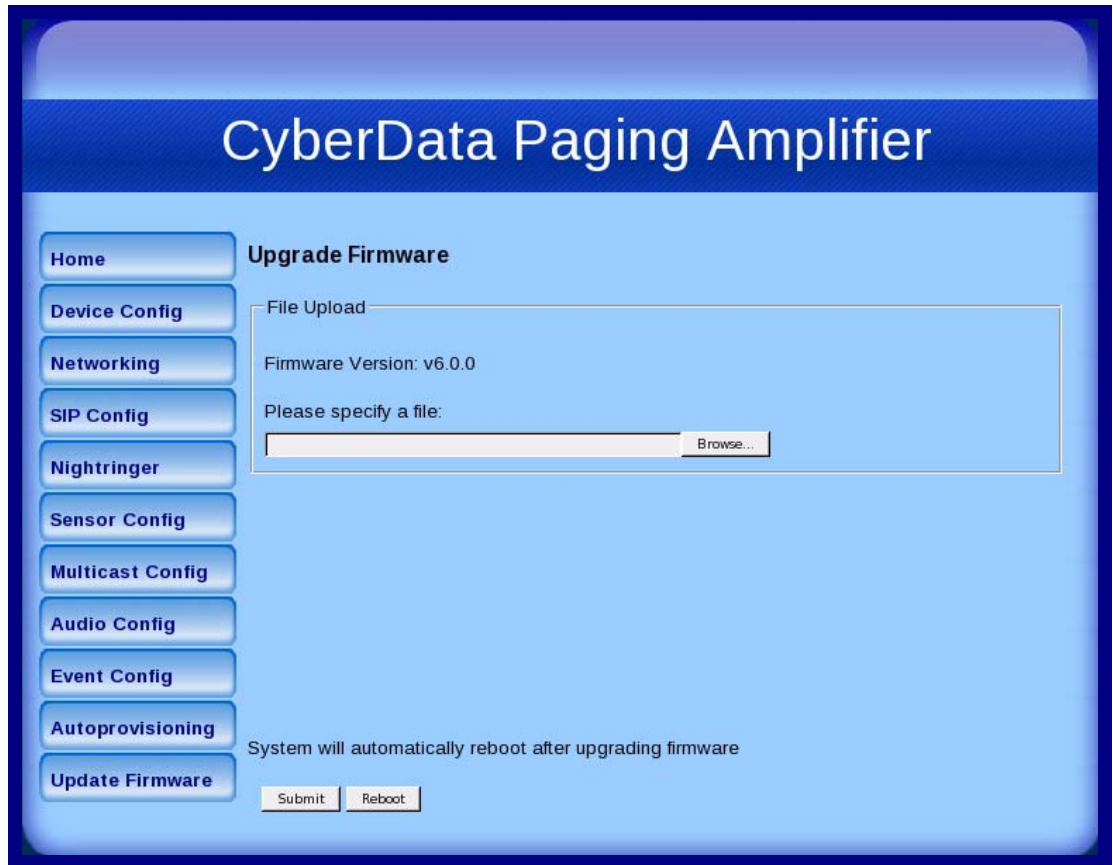 CyberData Paging Amplifier
Home
Device Config
Networking
SIP Config
Nightringer
Sensor Config
Multicast Config
Audio Config
Event Config
Autoprovisioning
Update Firmware
Upgrade Firmware
File Upload
Firmware Version: v6.0.0
Please specify a file:
Browse...
System will automatically reboot after upgrading firmware
Submit Reboot